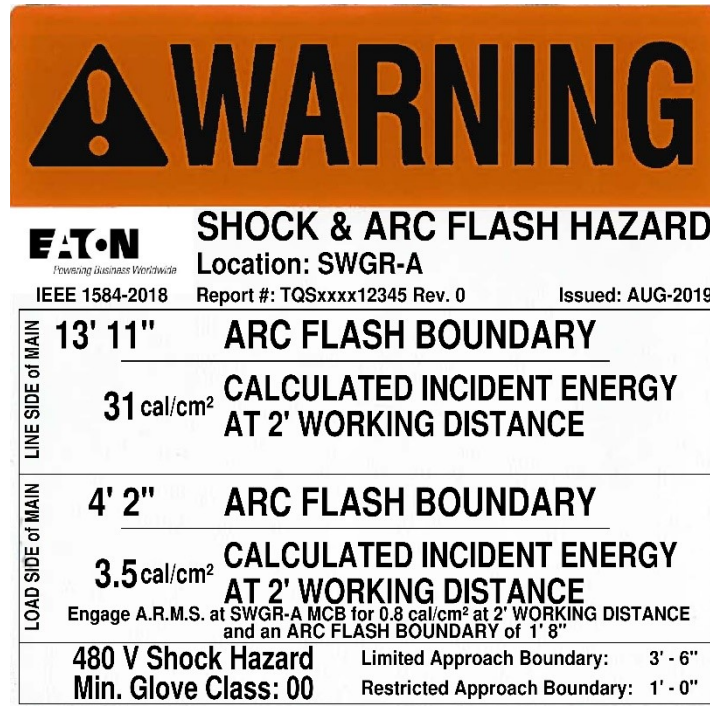 WARNING
SHOCK & ARC FLASH HAZARD
EATON
Powering Business Worldwide
Location: SWGR-A
IEEE 1584-2018 Report #: TQSxxxx12345 Rev. 0 Issued: AUG-2019
LINE SIDE of MAIN
13' 11" ARC FLASH BOUNDARY
31 cal/cm² CALCULATED INCIDENT ENERGY
AT 2' WORKING DISTANCE
LOAD SIDE of MAIN
4' 2" ARC FLASH BOUNDARY
3.5 cal/cm² CALCULATED INCIDENT ENERGY
AT 2' WORKING DISTANCE
Engage A.R.M.S. at SWGR-A MCB for 0.8 cal/cm² at 2' WORKING DISTANCE
and an ARC FLASH BOUNDARY of 1' 8"
480 V Shock Hazard Limited Approach Boundary: 3' - 6"
Min. Glove Class: 00 Restricted Approach Boundary: 1' - 0"